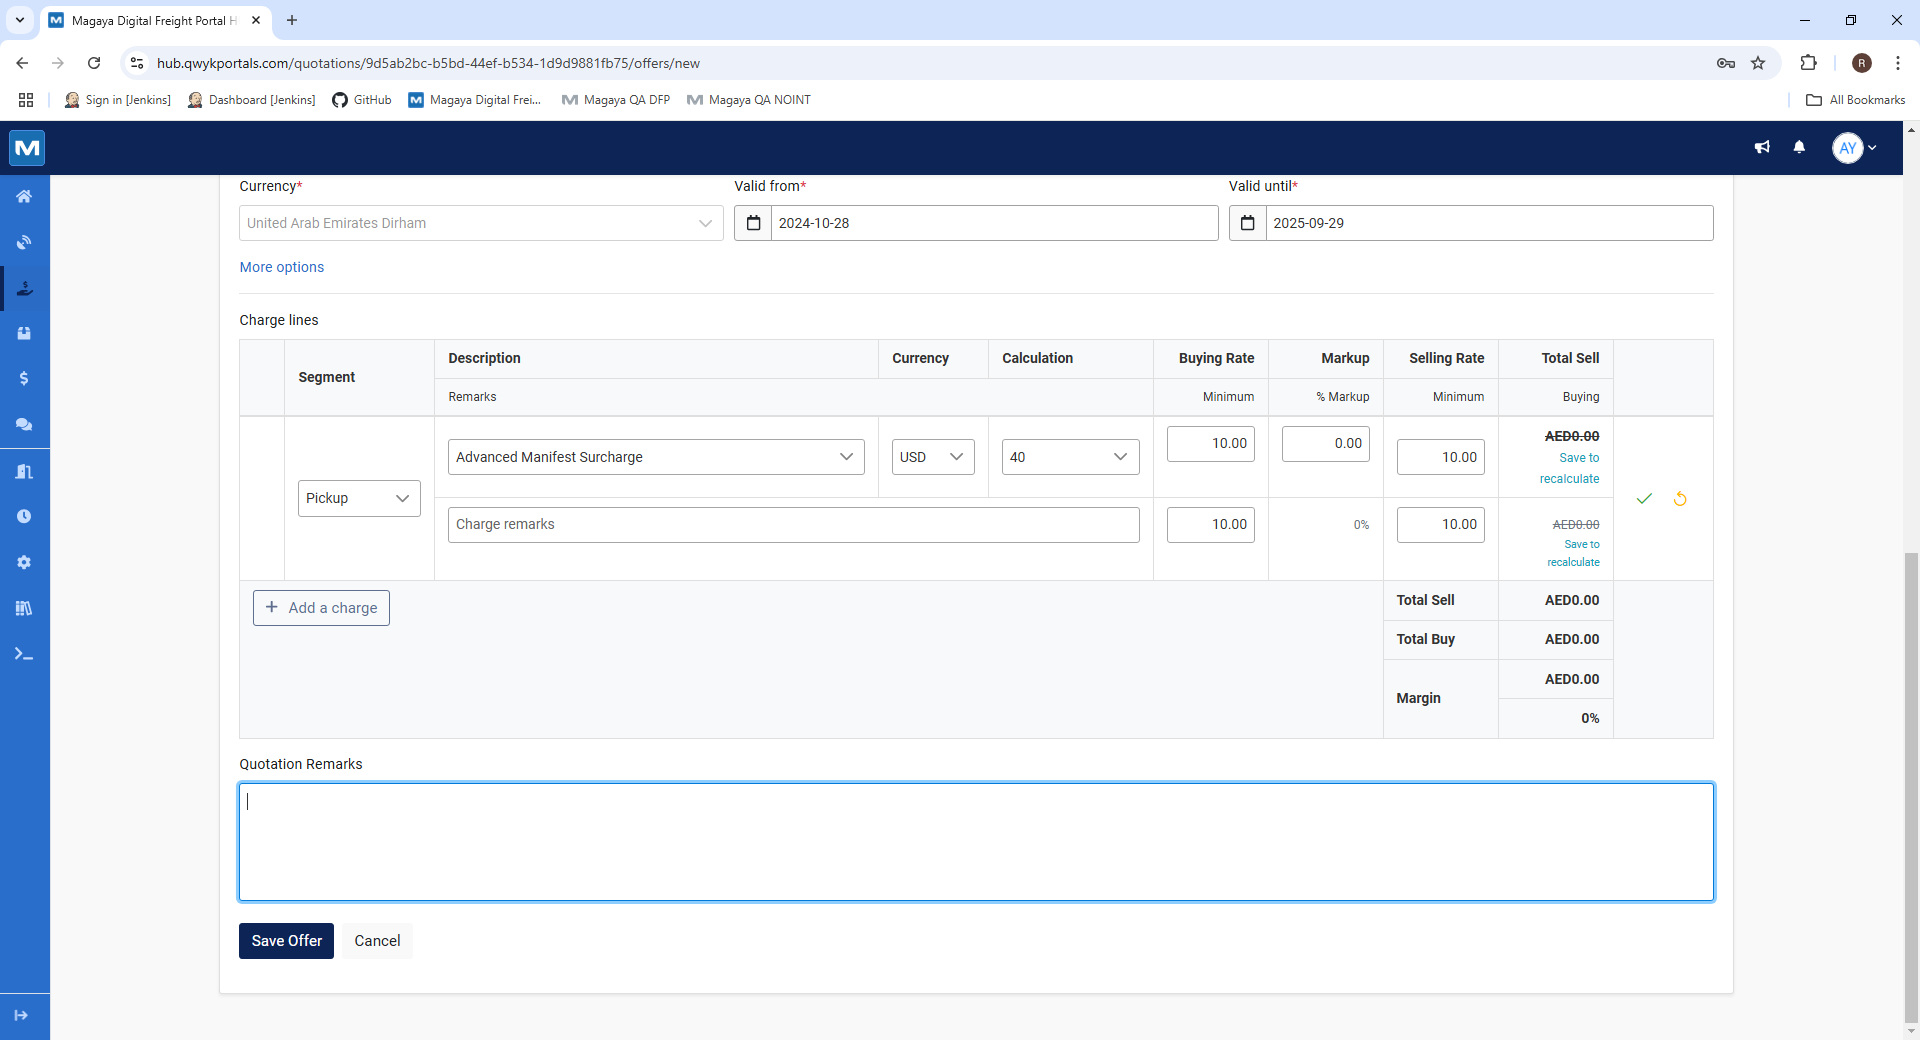 Magaya Digital Freight Portal H
hub.qwykportals.com/quotations/9d5ab2bc-b5bd-44ef-b534-1d9d9881fb75/offers/new
R
Sign in [Jenkins]
Dashboard [Jenkins]
GitHub
Magaya Digital Frei...
Magaya QA DFP
Magaya QA NOINT
All Bookmarks
AY
Currency*
Valid from*
Valid until*
United Arab Emirates Dirham
2024-10-28
2025-09-29
More options
Charge lines
Segment
Description
Currency
Calculation
Buying Rate
Markup
Selling Rate
Total Sell
Remarks
Minimum
% Markup
Minimum
Buying
Pickup
Advanced Manifest Surcharge
USD
40
10.00
0.00
10.00
AED0.00
Save to
recalculate
Charge remarks
10.00
0%
10.00
AED0.00
Save to
recalculate
+ Add a charge
Total Sell
AED0.00
Total Buy
AED0.00
Margin
AED0.00
0%
Quotation Remarks
Save Offer
Cancel